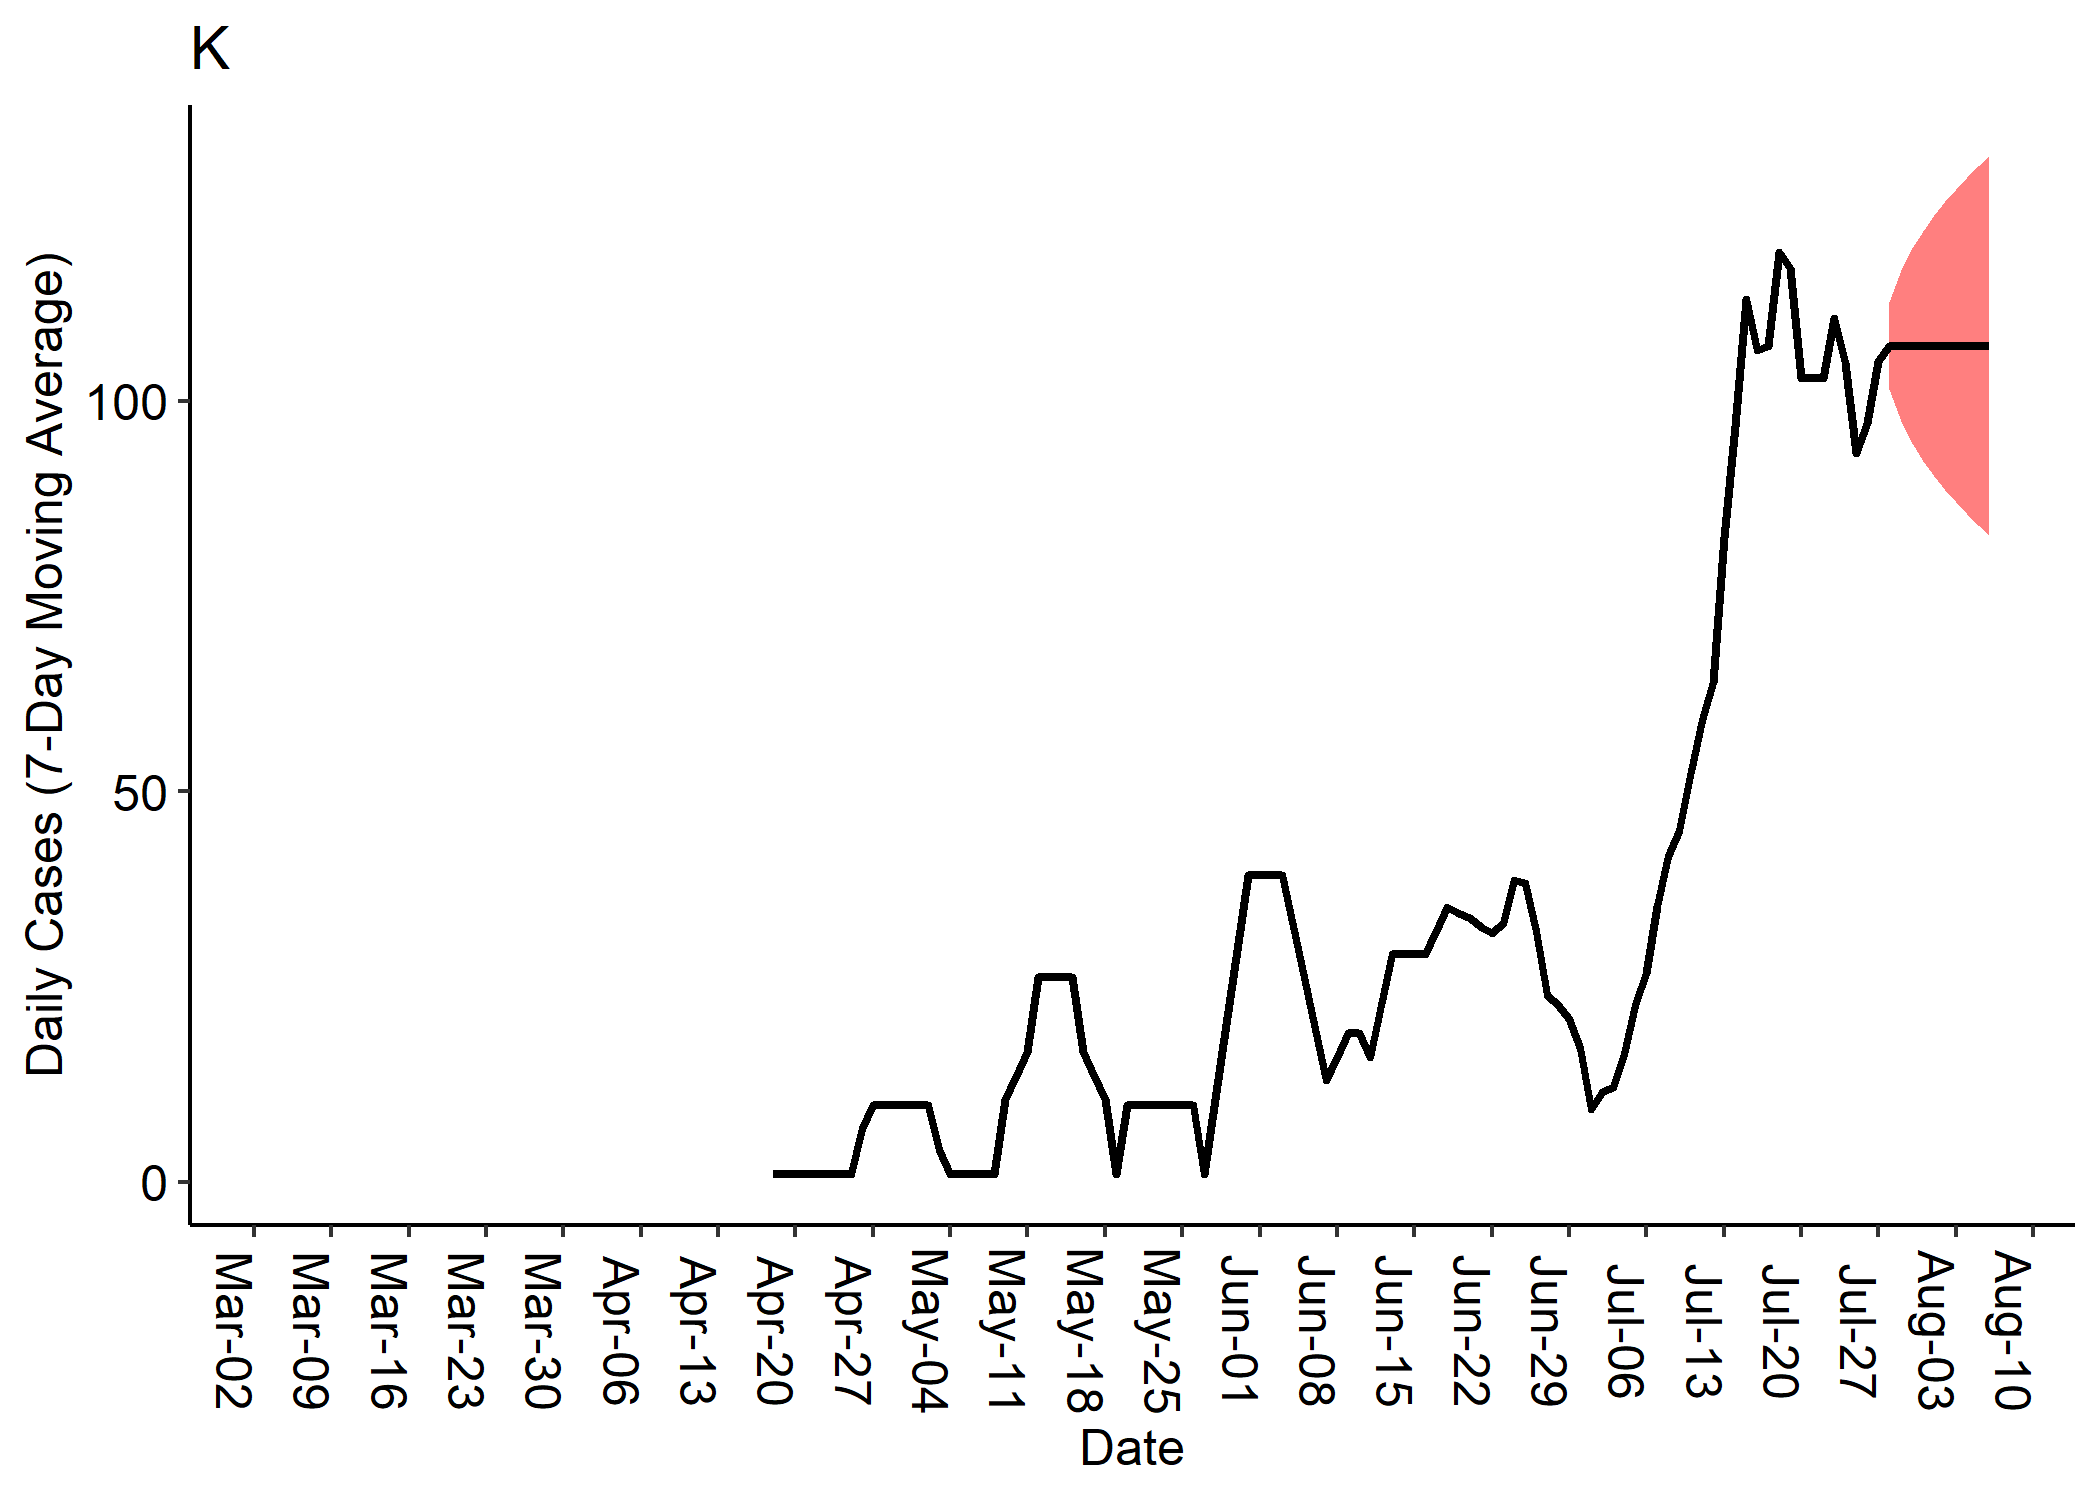 K
Daily Cases (7-Day Moving Average)
100
50
0
Mar-02
Mar-09
Mar-16
Mar-23
Mar-30
Apr-06
Apr-13
Apr-20
Apr-27
May-04
May-11
May-18
May-25
Jun-01
Jun-08
Jun-15
Jun-22
Jun-29
Jul-06
Jul-13
Jul-20
Jul-27
Aug-03
Aug-10
Date